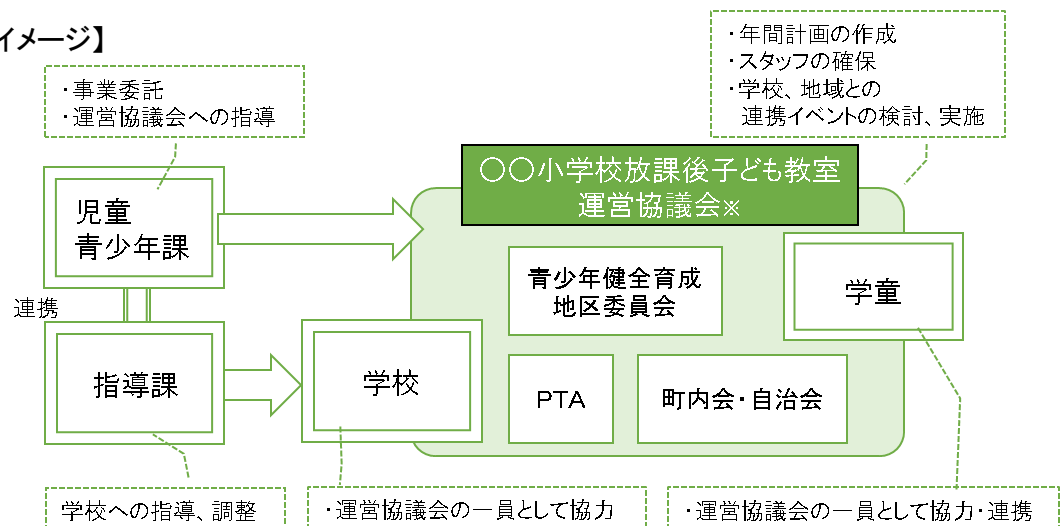 イメージ】
・事業委託
・運営協議会への指導
・年間計画の作成
・スタッフの確保
・学校、地域との
連携イベントの検討、実施
〇〇小学校放課後子ども教室
運営協議会※
児童
青少年課
青少年健全育成
地区委員会
学童
連携
指導課
学校
PTA
町内会・自治会
学校への指導、調整
・運営協議会の一員として協力
・運営協議会の一員として協力・連携